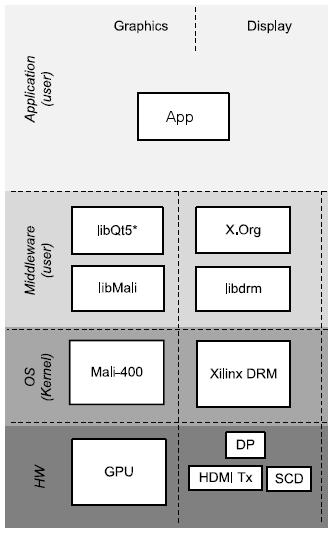 Graphics
Display
Application
(user)
App
Middleware
(user)
libQt5*
X.Org
libMali
libdrm
OS
(Kernel)
Mali-400
Xilinx DRM
HW
GPU
DP
HDMI Tx
SCD